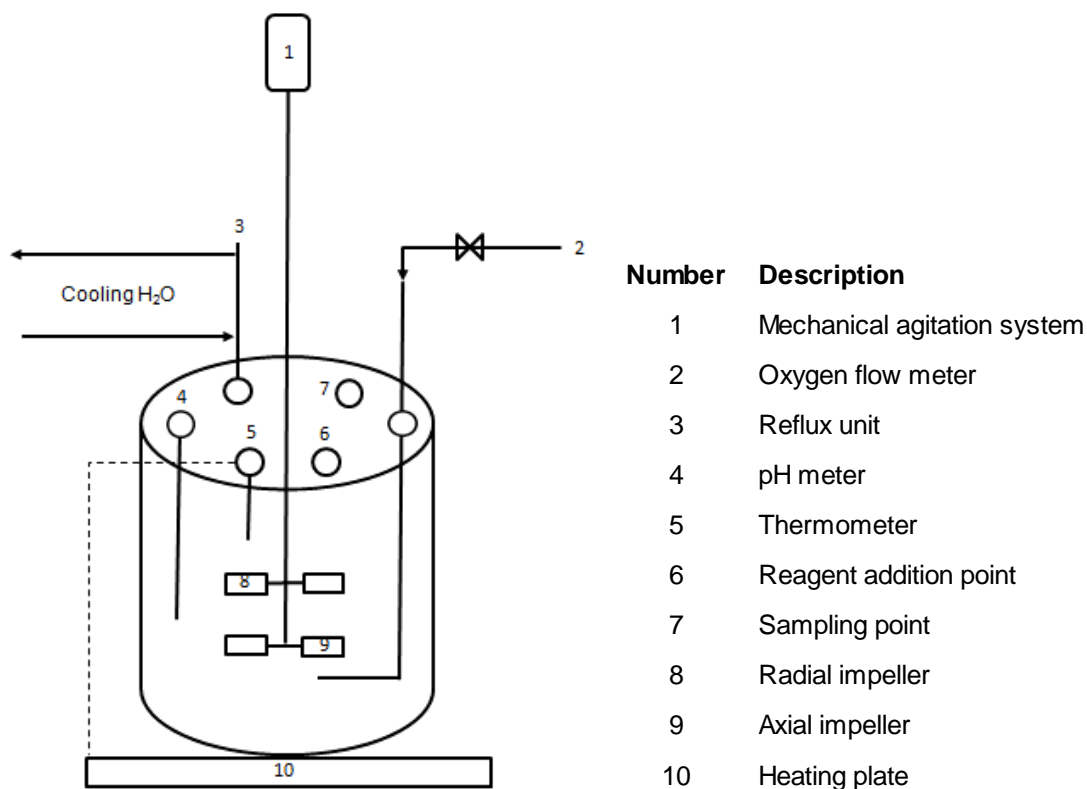 1
3
2
Cooling H₂O
7
4
5
6
8
9
10
Number Description
1 Mechanical agitation system
2 Oxygen flow meter
3 Reflux unit
4 pH meter
5 Thermometer
6 Reagent addition point
7 Sampling point
8 Radial impeller
9 Axial impeller
10 Heating plate